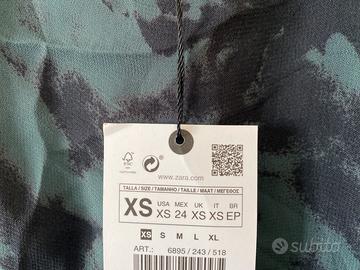 FSC
www.zara.com
TALLA / SIZE / TAMANHO / TAILLE / MAAT / ΜΕΓΕΘΟΣ
XS
USA MEX UK IT BR
XS 24 XS XS EP
XS S M L XL
ART.: 6895 / 243 / 518
subito